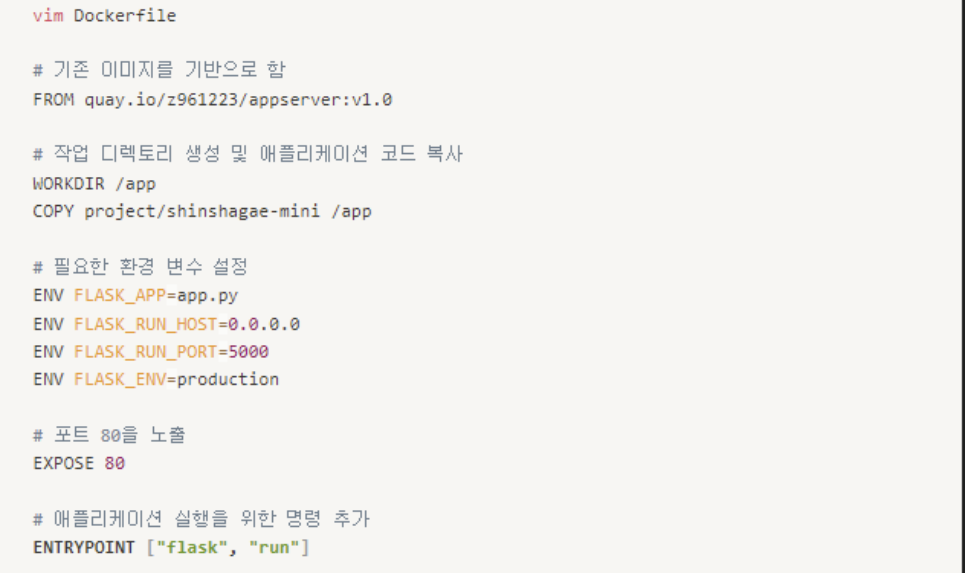 vim Dockerfile
# 기존 이미지를 기반으로 함
FROM quay.io/z961223/appserver:v1.0
# 작업 디렉토리 생성 및 애플리케이션 코드 복사
WORKDIR /app
COPY project/shinshagae-mini /app
# 필요한 환경 변수 설정
ENV FLASK_APP=app.py
ENV FLASK_RUN_HOST=0.0.0.0
ENV FLASK_RUN_PORT=5000
ENV FLASK_ENV=production
# 포트 80을 노출
EXPOSE 80
# 애플리케이션 실행을 위한 명령 추가
ENTRYPOINT ["flask", "run"]